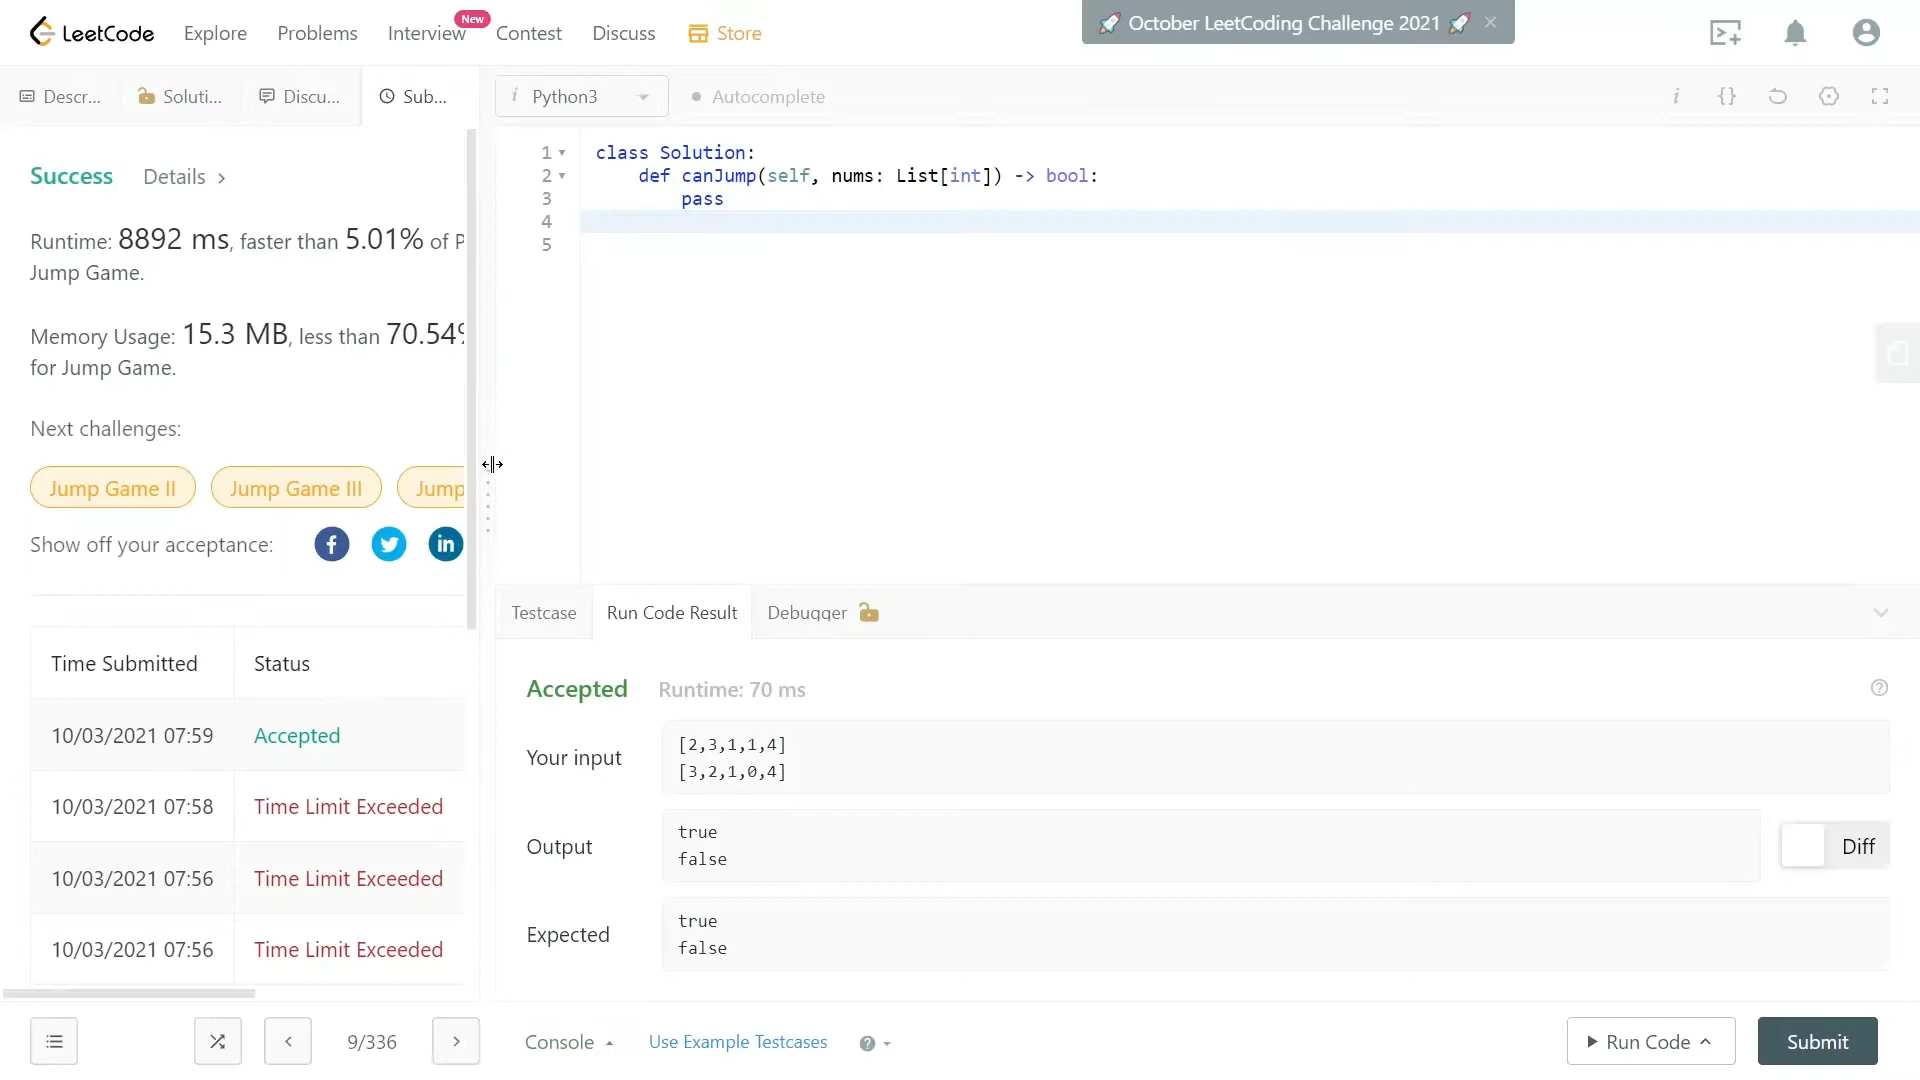 LeetCode
Explore
Problems
Interview
New
Contest
Discuss
Store
October LeetCoding Challenge 2021
Descr...
Soluti...
Discu...
Sub...
i Python3
Autocomplete
Success
Details >
Runtime: 8892 ms, faster than 5.01% of P
Jump Game.
Memory Usage: 15.3 MB, less than 70.54%
for Jump Game.
Next challenges:
Jump Game II
Jump Game III
Jump
Show off your acceptance:
Time Submitted Status
10/03/2021 07:59 Accepted
10/03/2021 07:58 Time Limit Exceeded
10/03/2021 07:56 Time Limit Exceeded
10/03/2021 07:56 Time Limit Exceeded
9/336
1 class Solution:
2 def canJump(self, nums: List[int]) -> bool:
3 pass
4
5
Testcase
Run Code Result
Debugger
Accepted Runtime: 70 ms
Your input
[2,3,1,1,4]
[3,2,1,0,4]
Output
true
false
Diff
Expected
true
false
Console
Use Example Testcases
Run Code
Submit